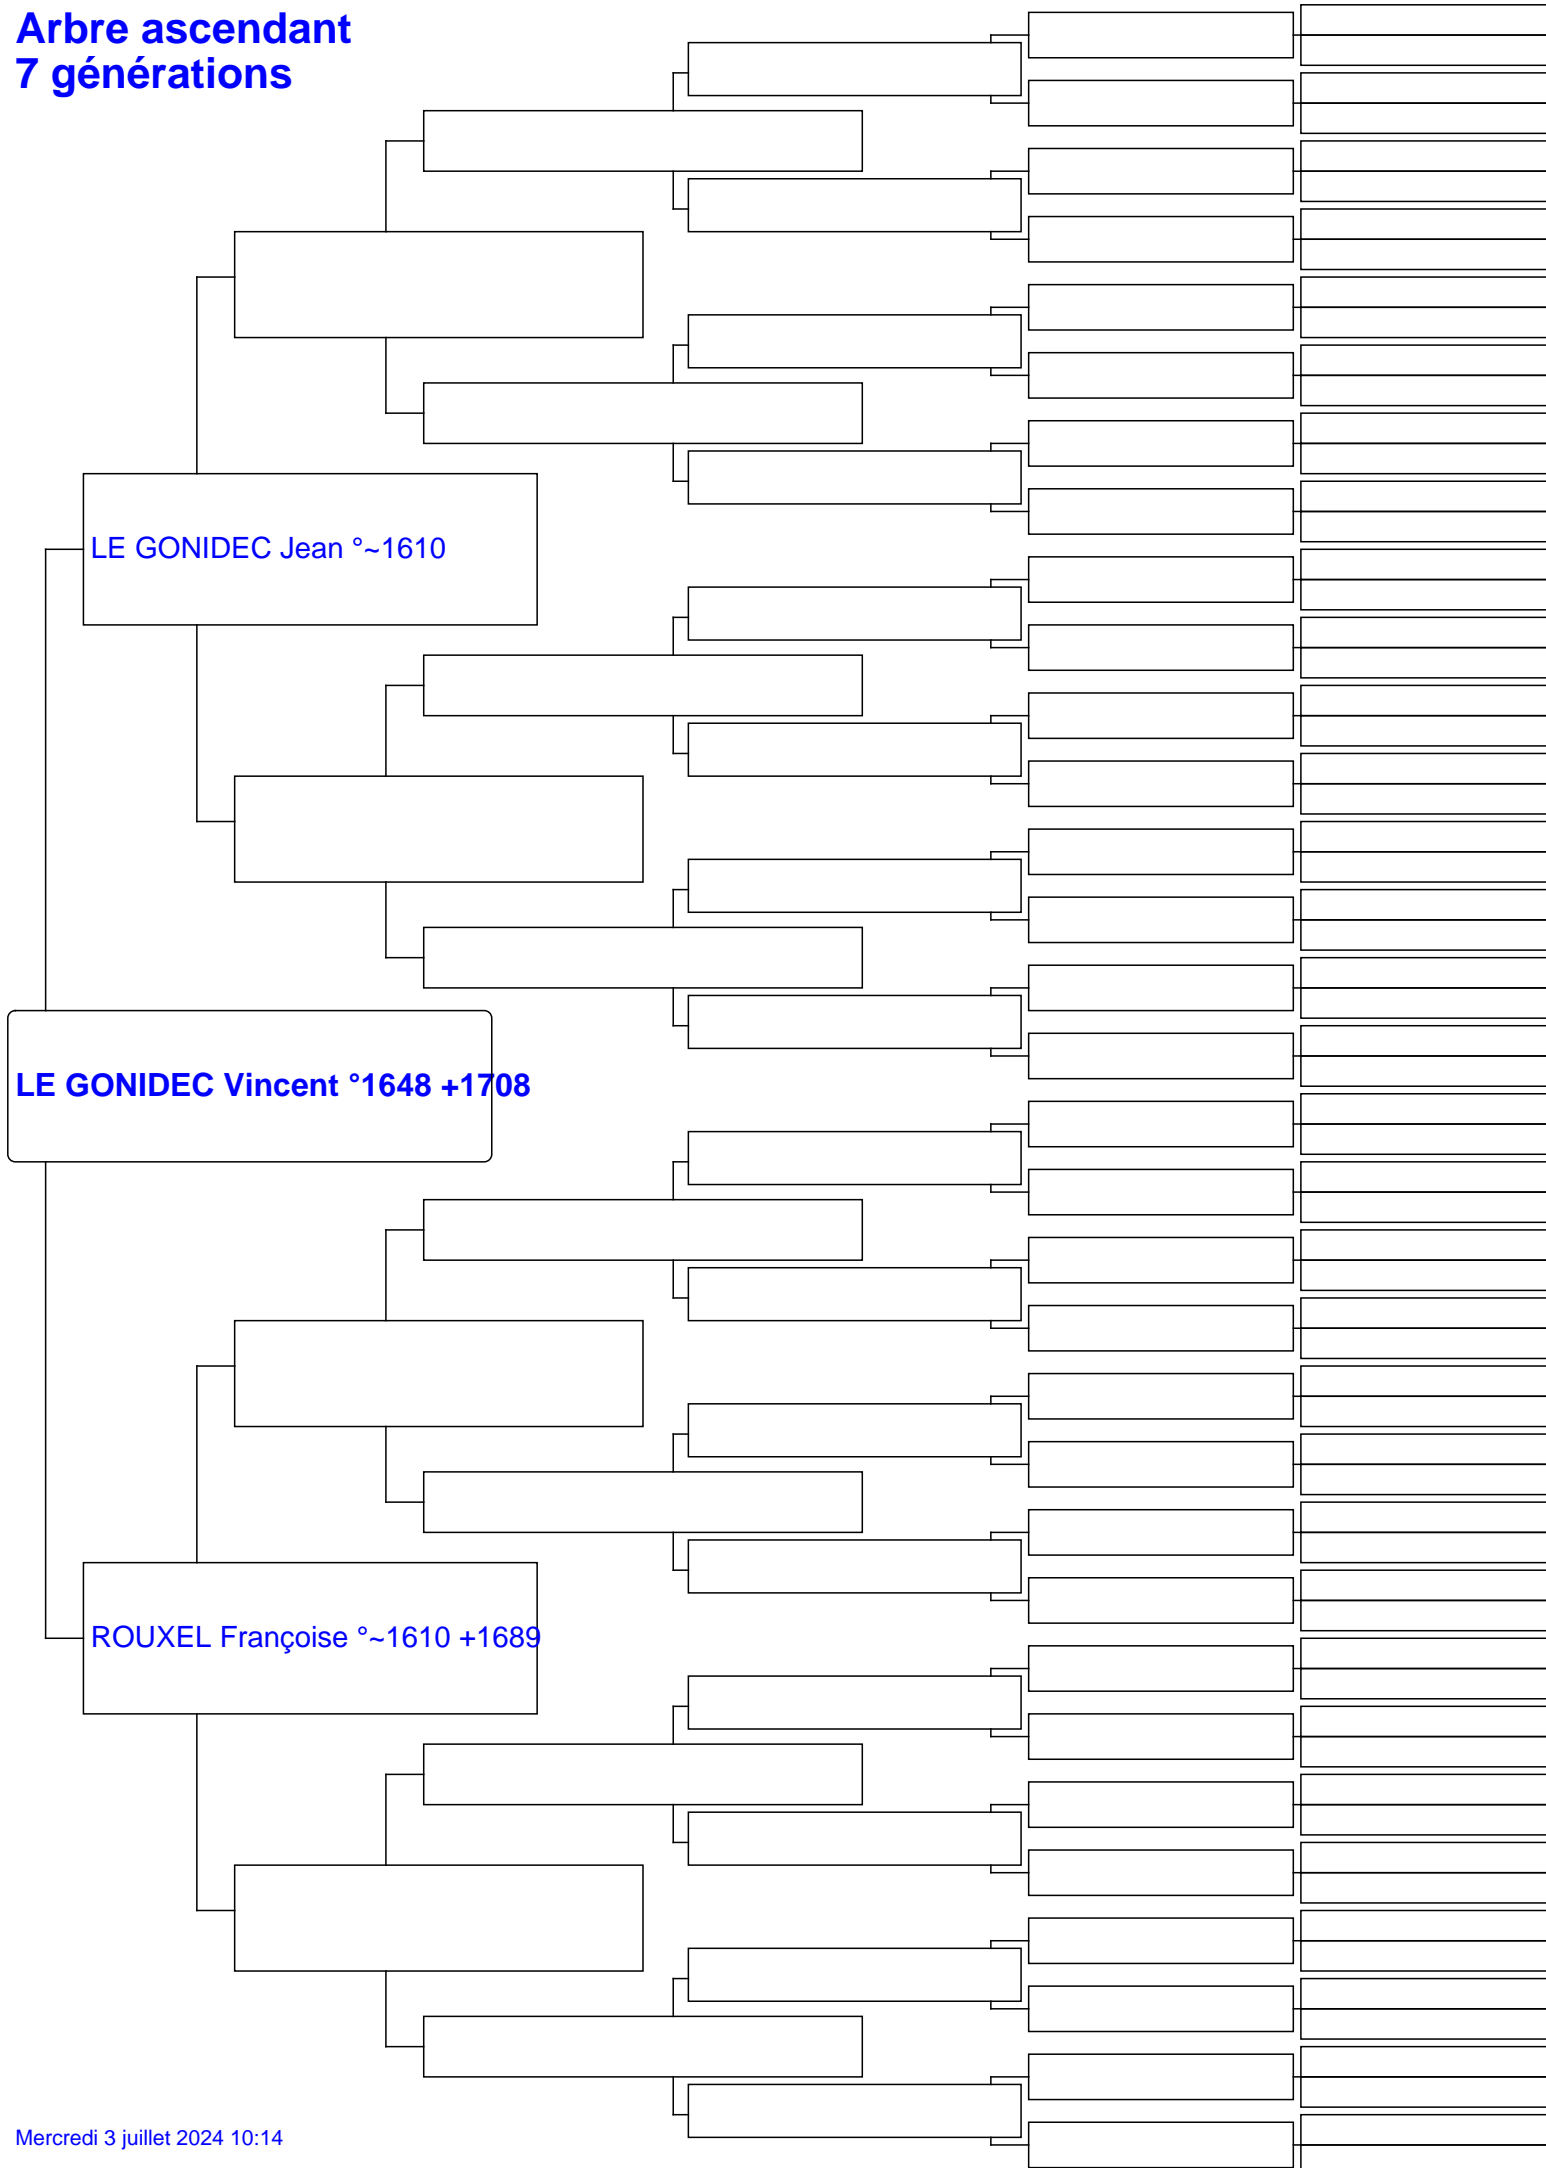 Arbre ascendant
7 générations
LE GONIDEC Jean °~1610
LE GONIDEC Vincent °1648 +1708
ROUXEL Françoise °~1610 +1689
Mercredi 3 juillet 2024 10:14